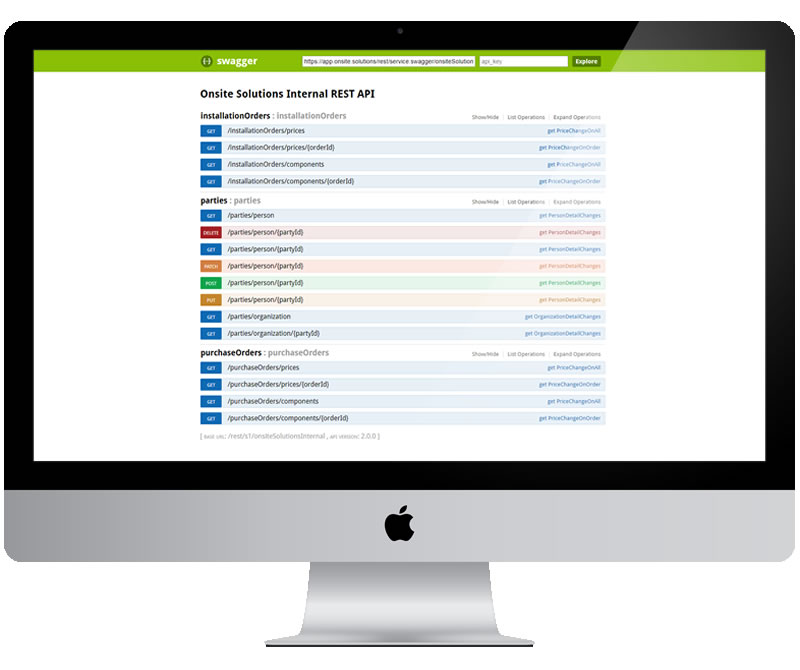 swagger https://app.onsite.solutions/rest/service.swagger/onsiteSolution api_key Explore
Onsite Solutions Internal REST API
installationOrders : installationOrders Show/Hide List Operations Expand Operations
GET /installationOrders/prices get PriceChangeOnAll
GET /installationOrders/prices/{orderId} get PriceChangeOnOrder
GET /installationOrders/components get PriceChangeOnAll
GET /installationOrders/components/{orderId} get PriceChangeOnOrder
parties : parties Show/Hide List Operations Expand Operations
GET /parties/person get PersonDetailChanges
DELETE /parties/person/{partyId} get PersonDetailChanges
GET /parties/person/{partyId} get PersonDetailChanges
PATCH /parties/person/{partyId} get PersonDetailChanges
POST /parties/person/{partyId} get PersonDetailChanges
PUT /parties/person/{partyId} get PersonDetailChanges
GET /parties/organization get OrganizationDetailChanges
GET /parties/organization/{partyId} get OrganizationDetailChanges
purchaseOrders : purchaseOrders Show/Hide List Operations Expand Operations
GET /purchaseOrders/prices get PriceChangeOnAll
GET /purchaseOrders/prices/{orderId} get PriceChangeOnOrder
GET /purchaseOrders/components get PriceChangeOnAll
GET /purchaseOrders/components/{orderId} get PriceChangeOnOrder
[ BASE URL: /rest/s1/onsiteSolutionsInternal , API VERSION: 2.0.0 ]